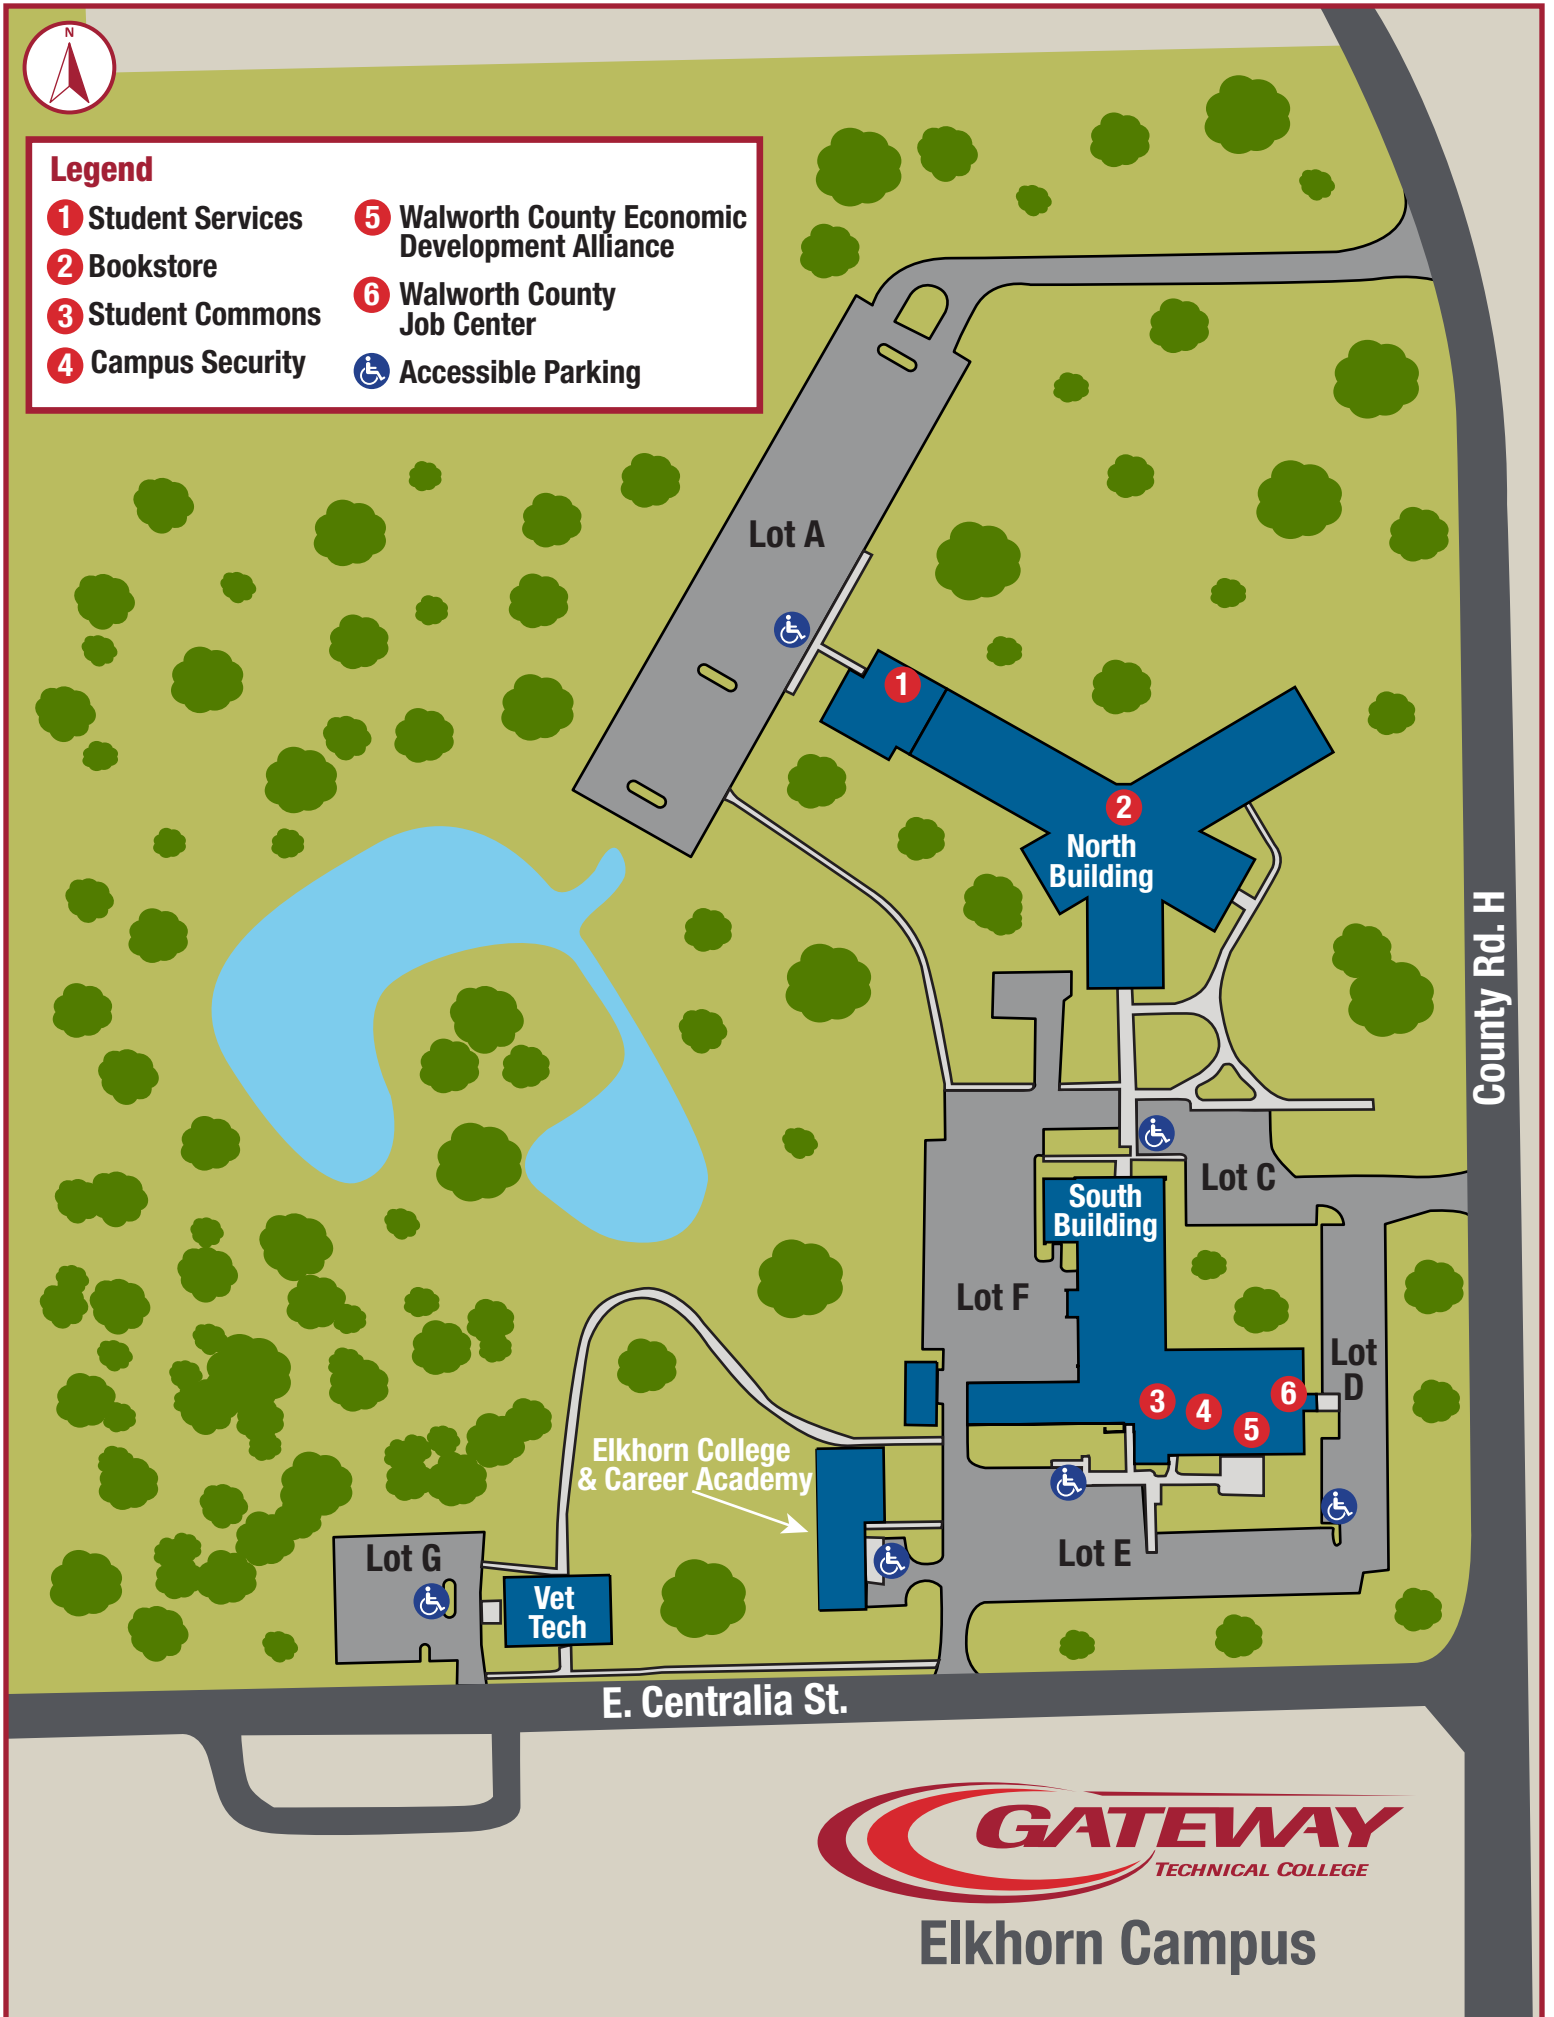 N
Legend
1 Student Services
2 Bookstore
3 Student Commons
4 Campus Security
5 Walworth County Economic
Development Alliance
6 Walworth County
Job Center
Accessible Parking
Lot A
1
2
North
Building
County Rd. H
Lot C
South
Building
Lot F
Lot
D
3
4
5
6
Elkhorn College
& Career Academy
Lot E
Lot G
Vet
Tech
E. Centralia St.
GATEWAY
TECHNICAL COLLEGE
Elkhorn Campus